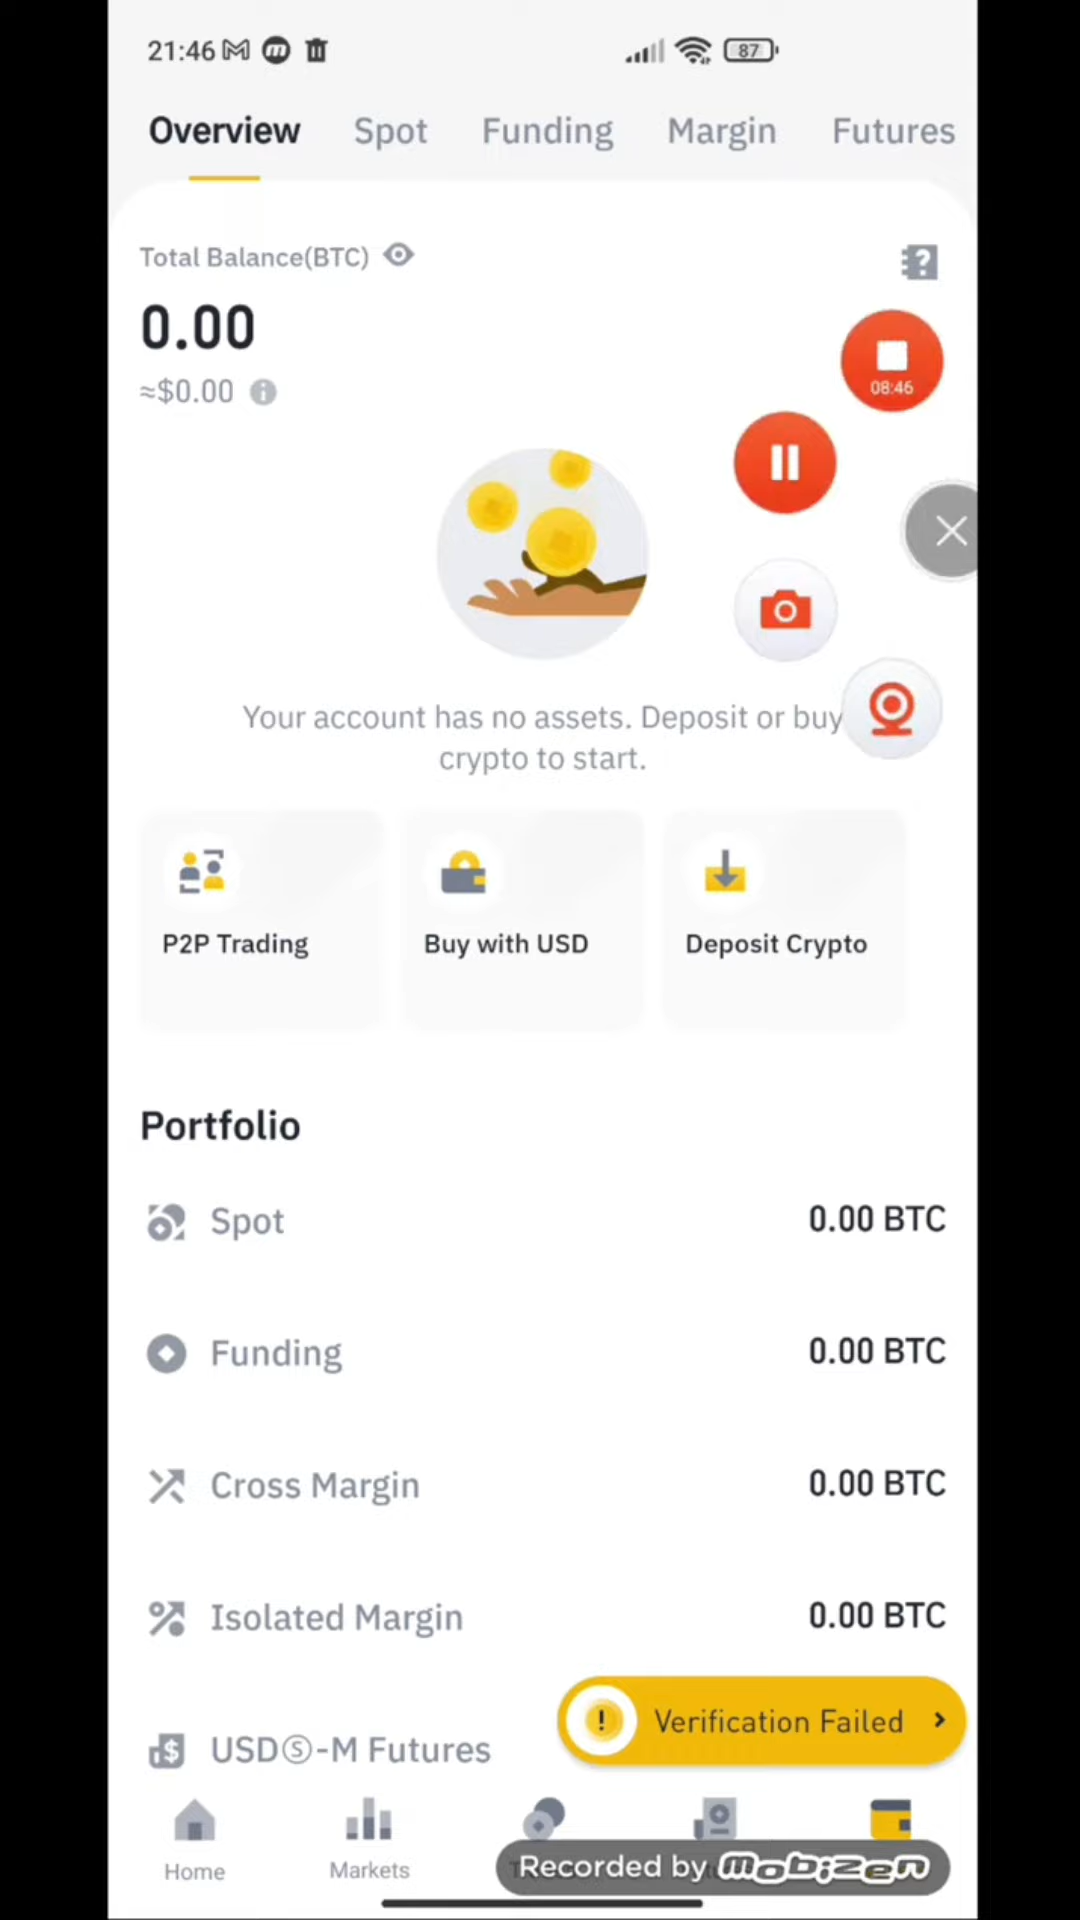 21:46
87
Overview Spot Funding Margin Futures
Total Balance(BTC)
0.00
≈$0.00
08:46
Your account has no assets. Deposit or buy
crypto to start.
P2P Trading
Buy with USD
Deposit Crypto
Portfolio
Spot 0.00 BTC
Funding 0.00 BTC
Cross Margin 0.00 BTC
Isolated Margin 0.00 BTC
Verification Failed
USDⓈ-M Futures
Home
Markets
Recorded by mobizen